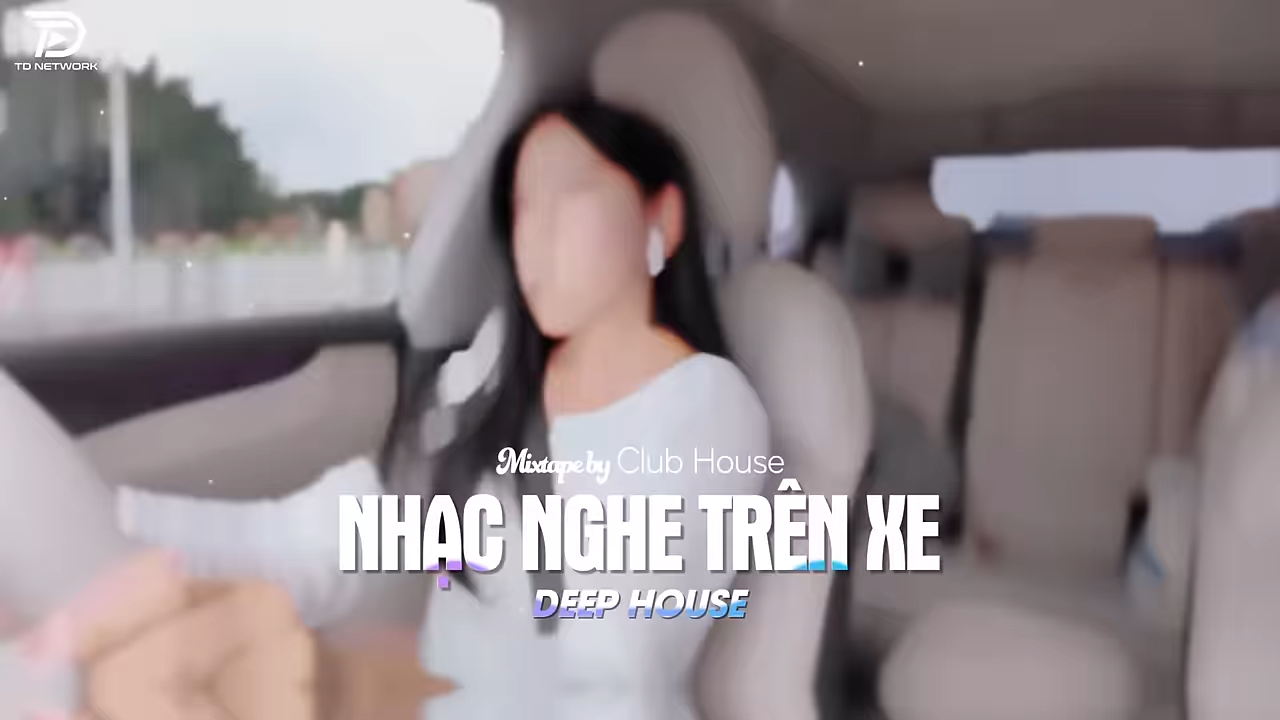 TD NETWORK
Mixtape by Club House
NHẠC NGHE TRÊN XE
DEEP HOUSE